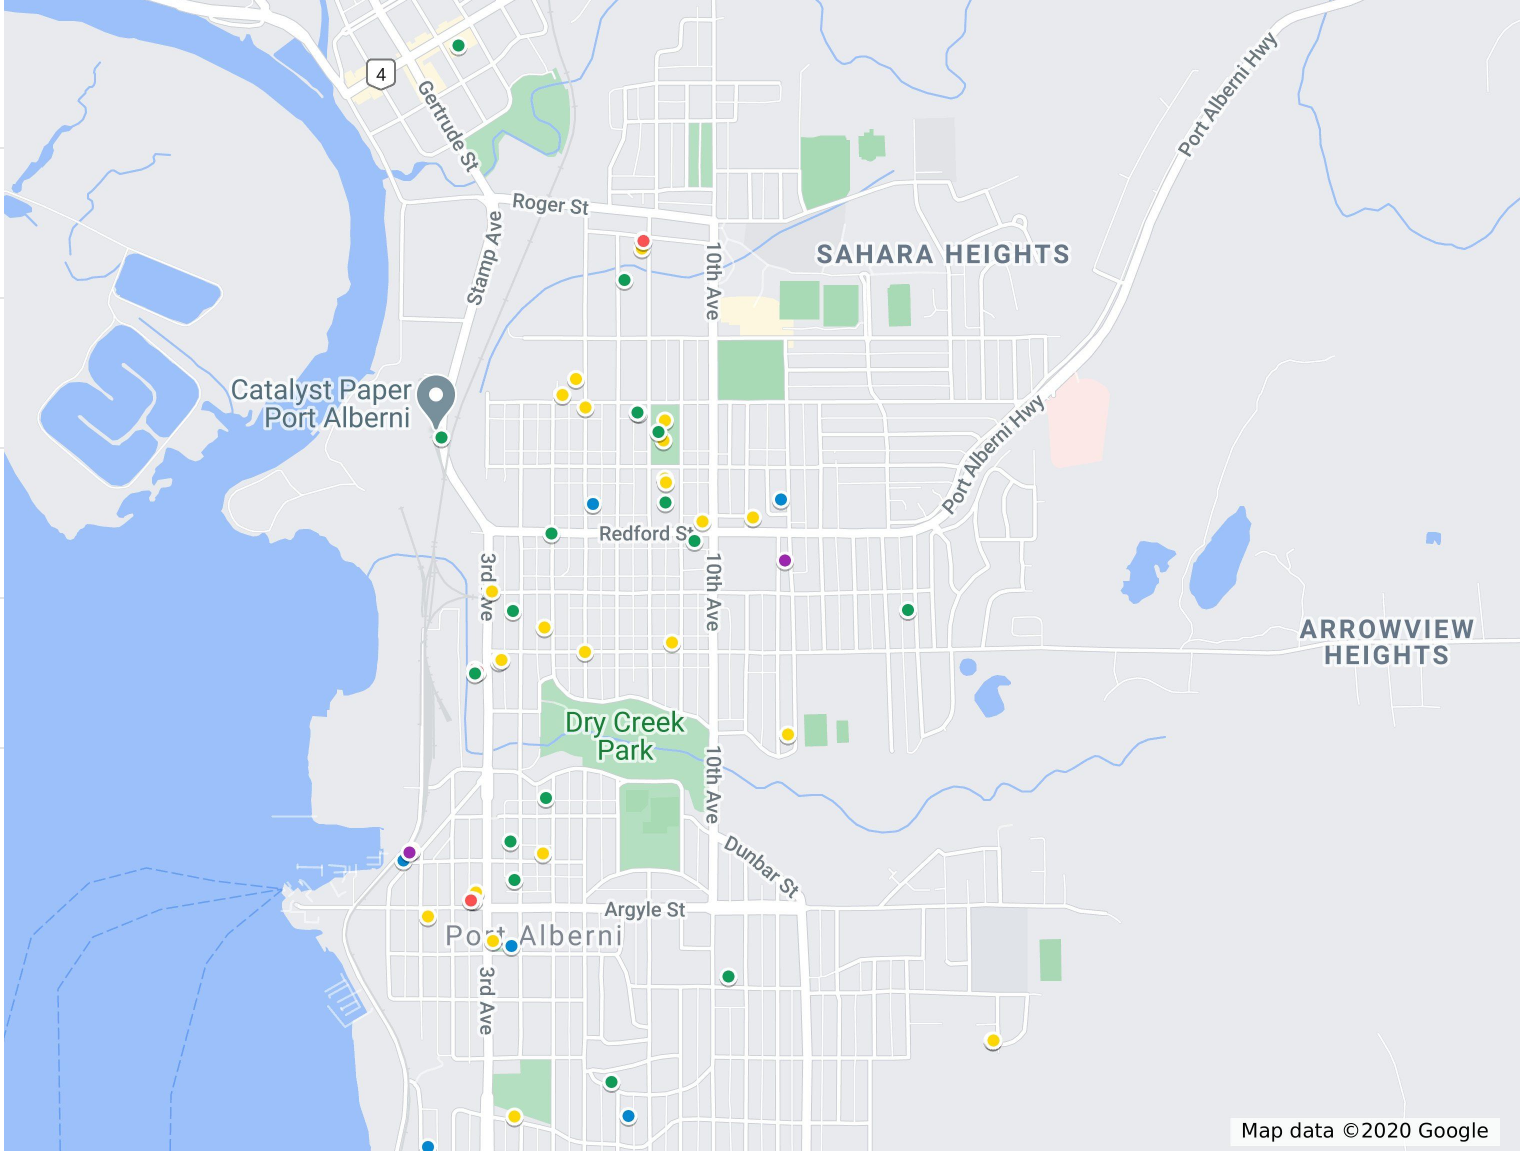 4
Gertrude St
Port Alberni Hwy
Roger St
Stamp Ave
10th Ave
SAHARA HEIGHTS
Catalyst Paper
Port Alberni
Port Alberni Hwy
Redford St
3rd Ave
10th Ave
ARROWVIEW
HEIGHTS
Dry Creek
Park
10th Ave
Dunbar St
Argyle St
Port Alberni
3rd Ave
Map data ©2020 Google